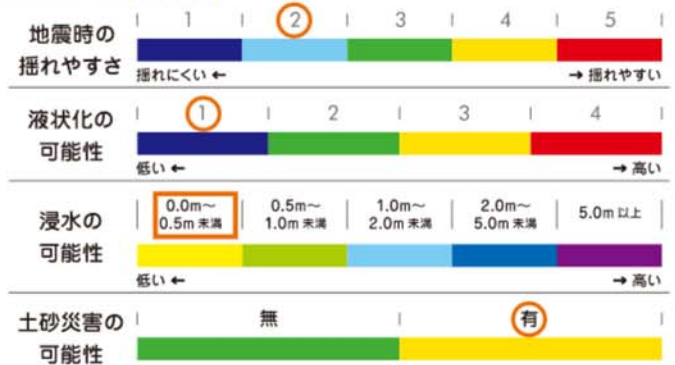 地震時の
揺れやすさ
1 2 3 4 5
揺れにくい ← → 揺れやすい
液状化の
可能性
1 2 3 4
低い ← → 高い
浸水の
可能性
0.0m～
0.5m 未満
0.5m～
1.0m 未満
1.0m～
2.0m 未満
2.0m～
5.0m 未満
5.0m 以上
低い ← → 高い
土砂災害の
可能性
無 有